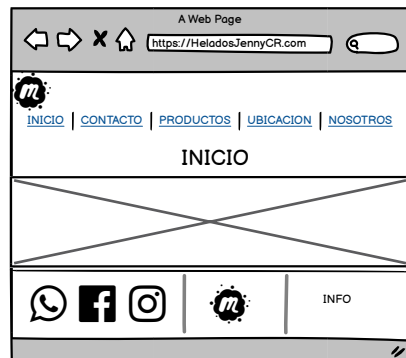 A Web Page
https://HeladosJennyCR.com
m
INICIO | CONTACTO | PRODUCTOS | UBICACION | NOSOTROS
INICIO
m
INFO